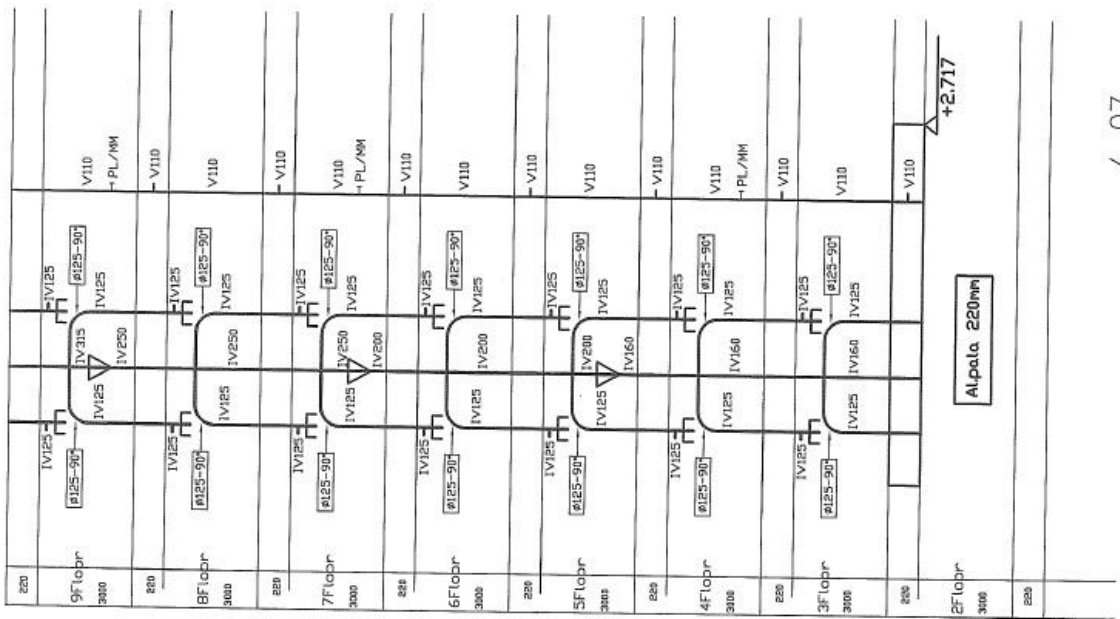 220
9Floor
3000
IV125
ø125-90°
IV125
IV315
IV250
IV125
IV125
ø125-90°
V110
PL/MM
220
V110
8Floor
3000
IV125
ø125-90°
IV125
IV250
IV125
IV125
ø125-90°
V110
220
V110
7Floor
3000
IV125
ø125-90°
IV125
IV250
IV200
IV125
IV125
ø125-90°
V110
PL/MM
220
V110
6Floor
3000
IV125
ø125-90°
IV125
IV200
IV125
IV125
ø125-90°
V110
220
V110
5Floor
3000
IV125
ø125-90°
IV125
IV200
IV160
IV125
IV125
ø125-90°
V110
220
V110
4Floor
3000
IV125
ø125-90°
IV125
IV160
IV125
IV125
ø125-90°
V110
PL/MM
220
V110
3Floor
3000
IV125
ø125-90°
IV125
IV160
IV125
IV125
ø125-90°
V110
220
V110
2Floor
3000
Al.pata 220mm
+2.717
220